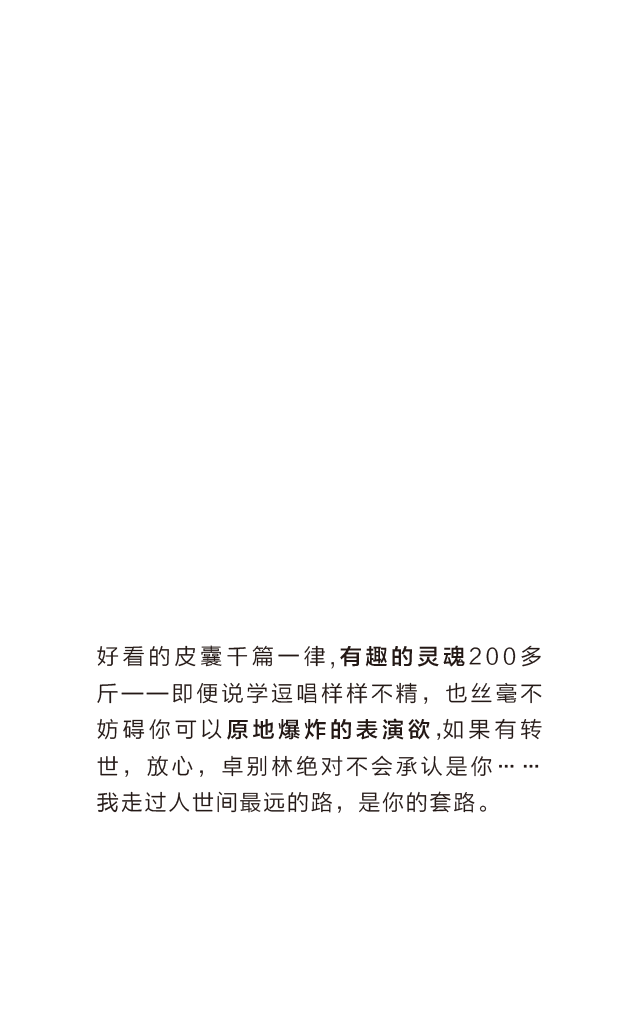 好看的皮囊千篇一律,有趣的灵魂200多
斤——即便说学逗唱样样不精，也丝毫不
妨碍你可以原地爆炸的表演欲,如果有转
世，放心，卓别林绝对不会承认是你……
我走过人世间最远的路，是你的套路。